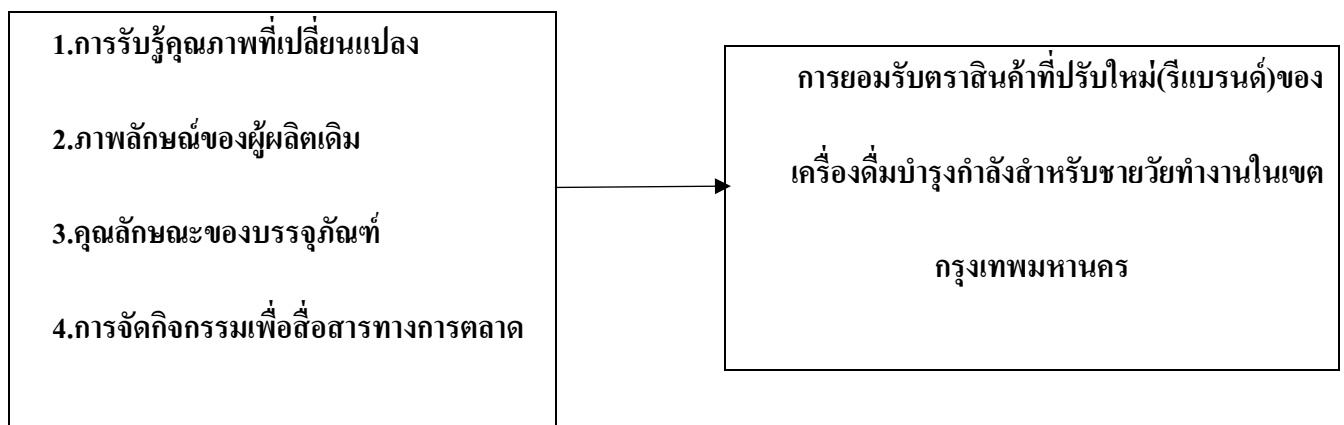 1.การรับรู้คุณภาพที่เปลี่ยนแปลง
2.ภาพลักษณ์ของผู้ผลิตเดิม
3.คุณลักษณะของบรรจุภัณฑ์
4.การจัดกิจกรรมเพื่อสื่อสารทางการตลาด
การยอมรับตราสินค้าที่ปรับใหม่(รีแบรนด์)ของ
เครื่องดื่มบำรุงกำลังสำหรับชายวัยทำงานในเขต
กรุงเทพมหานคร